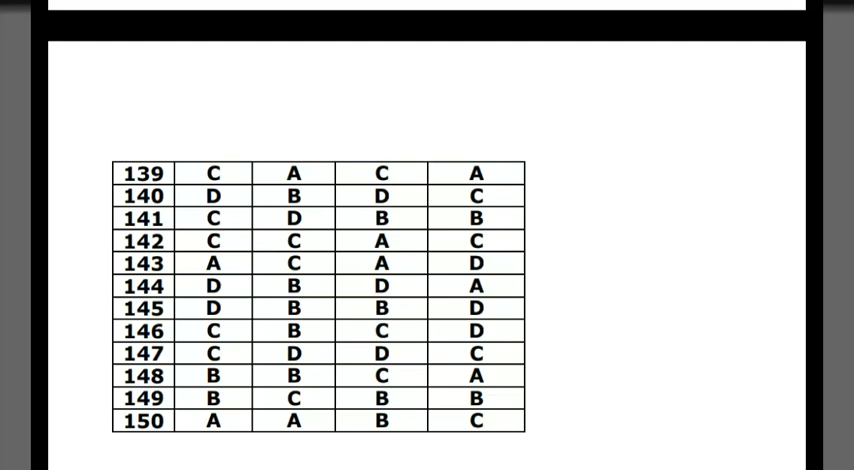 139 C A C A
140 D B D C
141 C D B B
142 C C A C
143 A C A D
144 D B D A
145 D B B D
146 C B C D
147 C D D C
148 B B C A
149 B C B B
150 A A B C